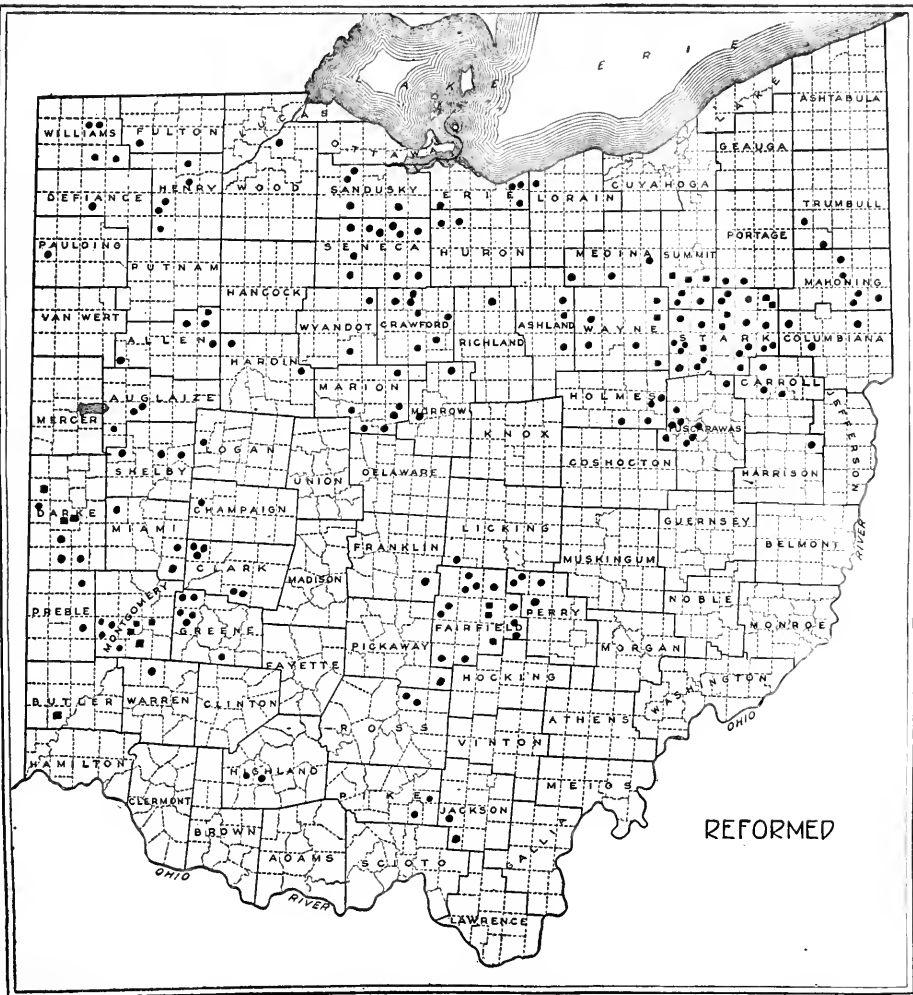 LAKE ERIE
ASHTABULA
LAKE
WILLIAMS
FULTON
LUCAS
OTTAWA
GEAUGA
CUYAHOGA
DEFIANCE
HENRY
WOOD
SANDUSKY
ERIE
LORAIN
TRUMBULL
PAULDING
PUTNAM
SENECA
HURON
MEDINA
SUMMIT
PORTAGE
MAHONING
HANCOCK
VAN WERT
ALLEN
WYANDOT
CRAWFORD
RICHLAND
ASHLAND
WAYNE
STARK
COLUMBIANA
HARDIN
MARION
MORROW
HOLMES
CARROLL
JEFFERSON
MERCER
AUGLAIZE
LOGAN
UNION
DELAWARE
KNOX
COSHOCTON
TUSCARAWAS
HARRISON
SHELBY
DARKE
MIAMI
CHAMPAIGN
FRANKLIN
LICKING
MUSKINGUM
GUERNSEY
BELMONT
RIVER
CLARK
MADISON
PREBLE
MONTGOMERY
GREENE
FAYETTE
PICKAWAY
FAIRFIELD
PERRY
MORGAN
NOBLE
MONROE
BUTLER
WARREN
CLINTON
ROSS
HOCKING
VINTON
ATHENS
WASHINGTON
OHIO
HAMILTON
CLERMONT
HIGHLAND
PIKE
JACKSON
MEIGS
BROWN
ADAMS
SCIOTO
GALLIA
REFORMED
OHIO
RIVER
LAWRENCE